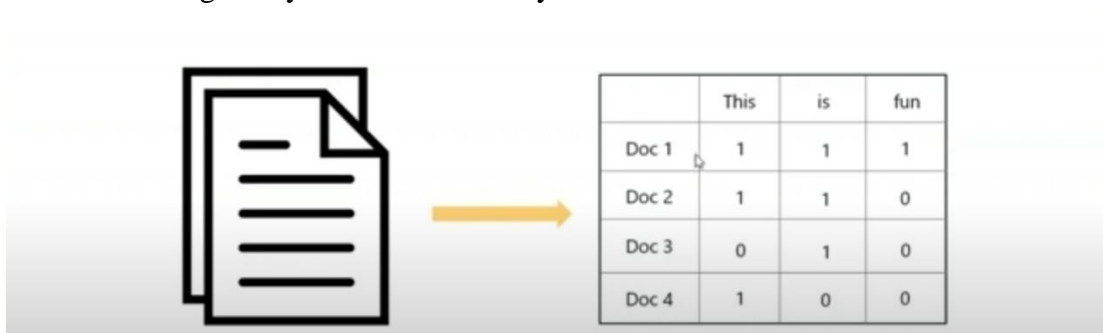 This is fun
Doc 1 1 1 1
Doc 2 1 1 0
Doc 3 0 1 0
Doc 4 1 0 0